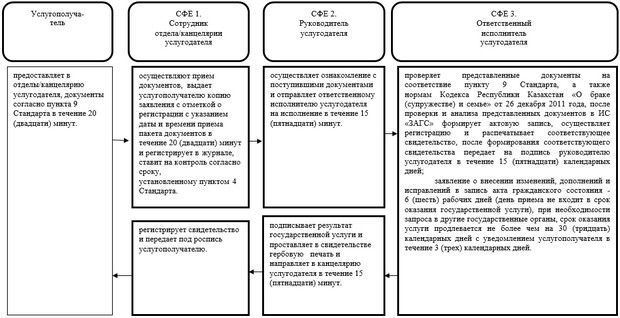 Услугополуча-
тель
СФЕ 1.
Сотрудник
отдела/канцелярии
услугодателя
СФЕ 2.
Руководитель
услугодателя
СФЕ 3.
Ответственный
исполнитель
услугодателя
предоставляет в
отделы/канцелярии
услугодателя, документы
согласно пункта 9
Стандарта в течение 20
(двадцати) минут.
осуществляют прием
документов, выдает
услугополучателю копию
заявления с отметкой о
регистрации с указанием
даты и времени приема
пакета документов в
течение 20 (двадцати) минут
и регистрирует в журнале,
ставит на контроль согласно
сроку,
установленному пунктом 4
Стандарта.
осуществляет ознакомление с
поступившими документами
и отправляет ответственному
исполнителю услугодателя
на исполнение в течение 15
(пятнадцати) минут.
проверяет представленные документы на
соответствие пункту 9 Стандарта, а также
нормам Кодекса Республики Казахстан «О браке
(супружестве) и семье» от 26 декабря 2011 года, после
проверки и анализа представленных документов в ИС
«ЗАГС» формирует актовую запись, осуществляет
регистрацию и распечатывает соответствующее
свидетельство, после формирования соответствующего
свидетельства передает на подпись руководителю
услугодателя в течение 15 (пятнадцати) календарных
дней;
заявление о внесении изменений, дополнений и
исправлений в запись акта гражданского состояния -
6 (шесть) рабочих дней (день приема не входит в срок
оказания государственной услуги), при необходимости
запроса в другие государственные органы, срок оказания
услуги продлевается не более чем на 30 (тридцать)
календарных дней с уведомлением услугополучателя в
течение 3 (трех) календарных дней.
регистрирует свидетельство
и передает под роспись
услугополучателю.
подписывает результат
государственной услуги и
проставляет в свидетельстве
гербовую печать и
направляет в канцелярию
услугодателя в течение 15
(пятнадцати) минут.